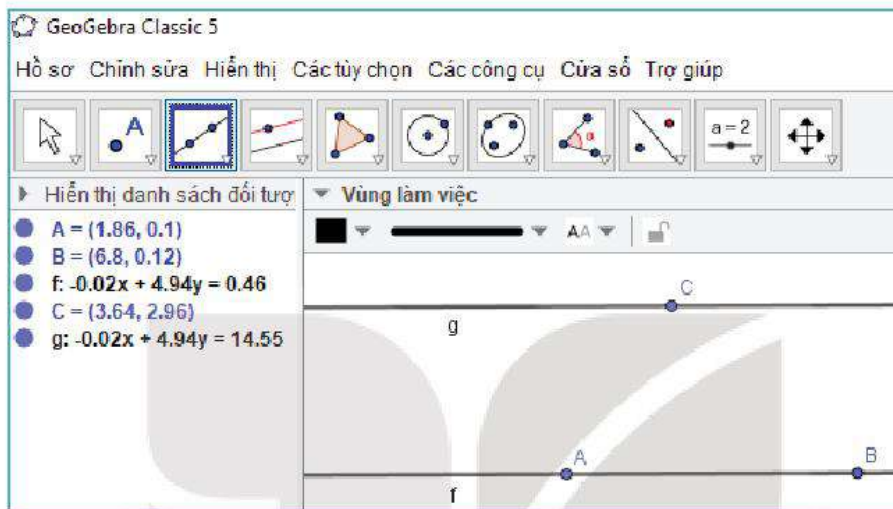 GeoGebra Classic 5
Hồ sơ Chỉnh sửa Hiển thị Các tùy chọn Các công cụ Cửa sổ Trợ giúp
A α a = 2
Hiển thị danh sách đối tượ
Vùng làm việc
A = (1.86, 0.1)
B = (6.8, 0.12)
f: -0.02x + 4.94y = 0.46
C = (3.64, 2.96)
g: -0.02x + 4.94y = 14.55
AA
C
g
A
B
f